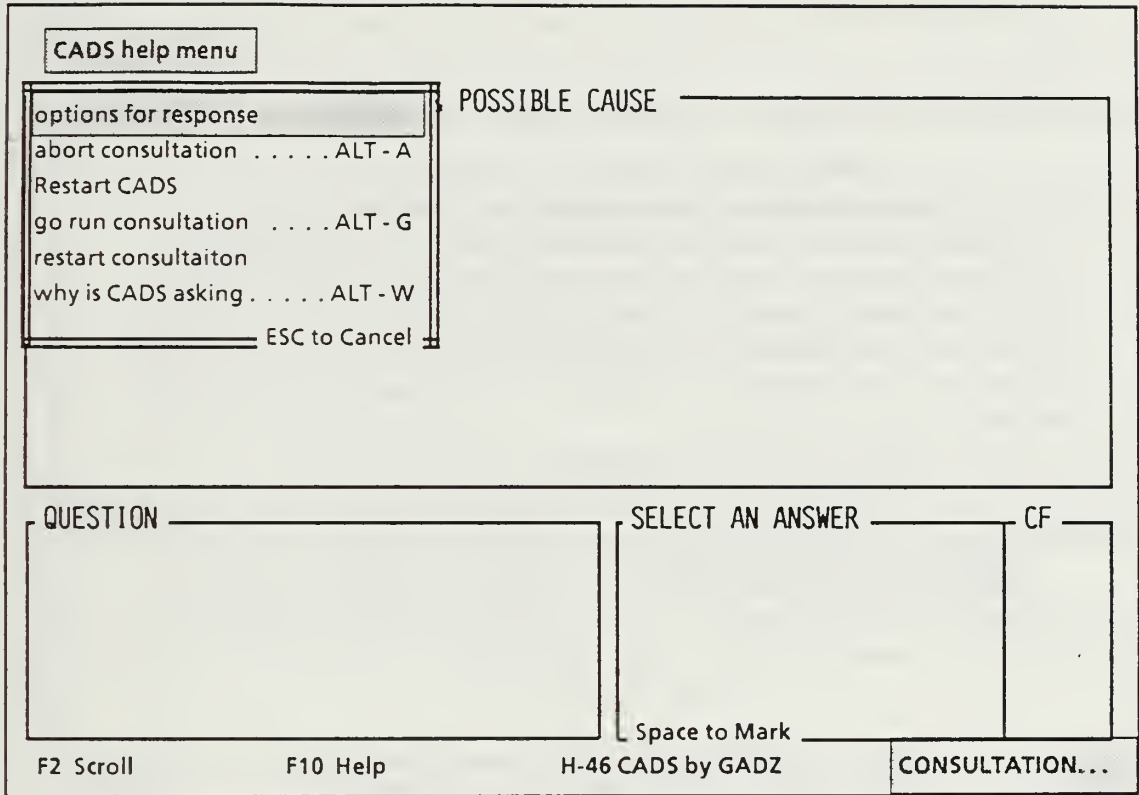 CADS help menu
POSSIBLE CAUSE
options for response
abort consultation . . . . . ALT - A
Restart CADS
go run consultation . . . . ALT - G
restart consultaiton
why is CADS asking . . . . . ALT - W
ESC to Cancel
QUESTION
SELECT AN ANSWER
CF
Space to Mark
F2 Scroll F10 Help H-46 CADS by GADZ CONSULTATION...